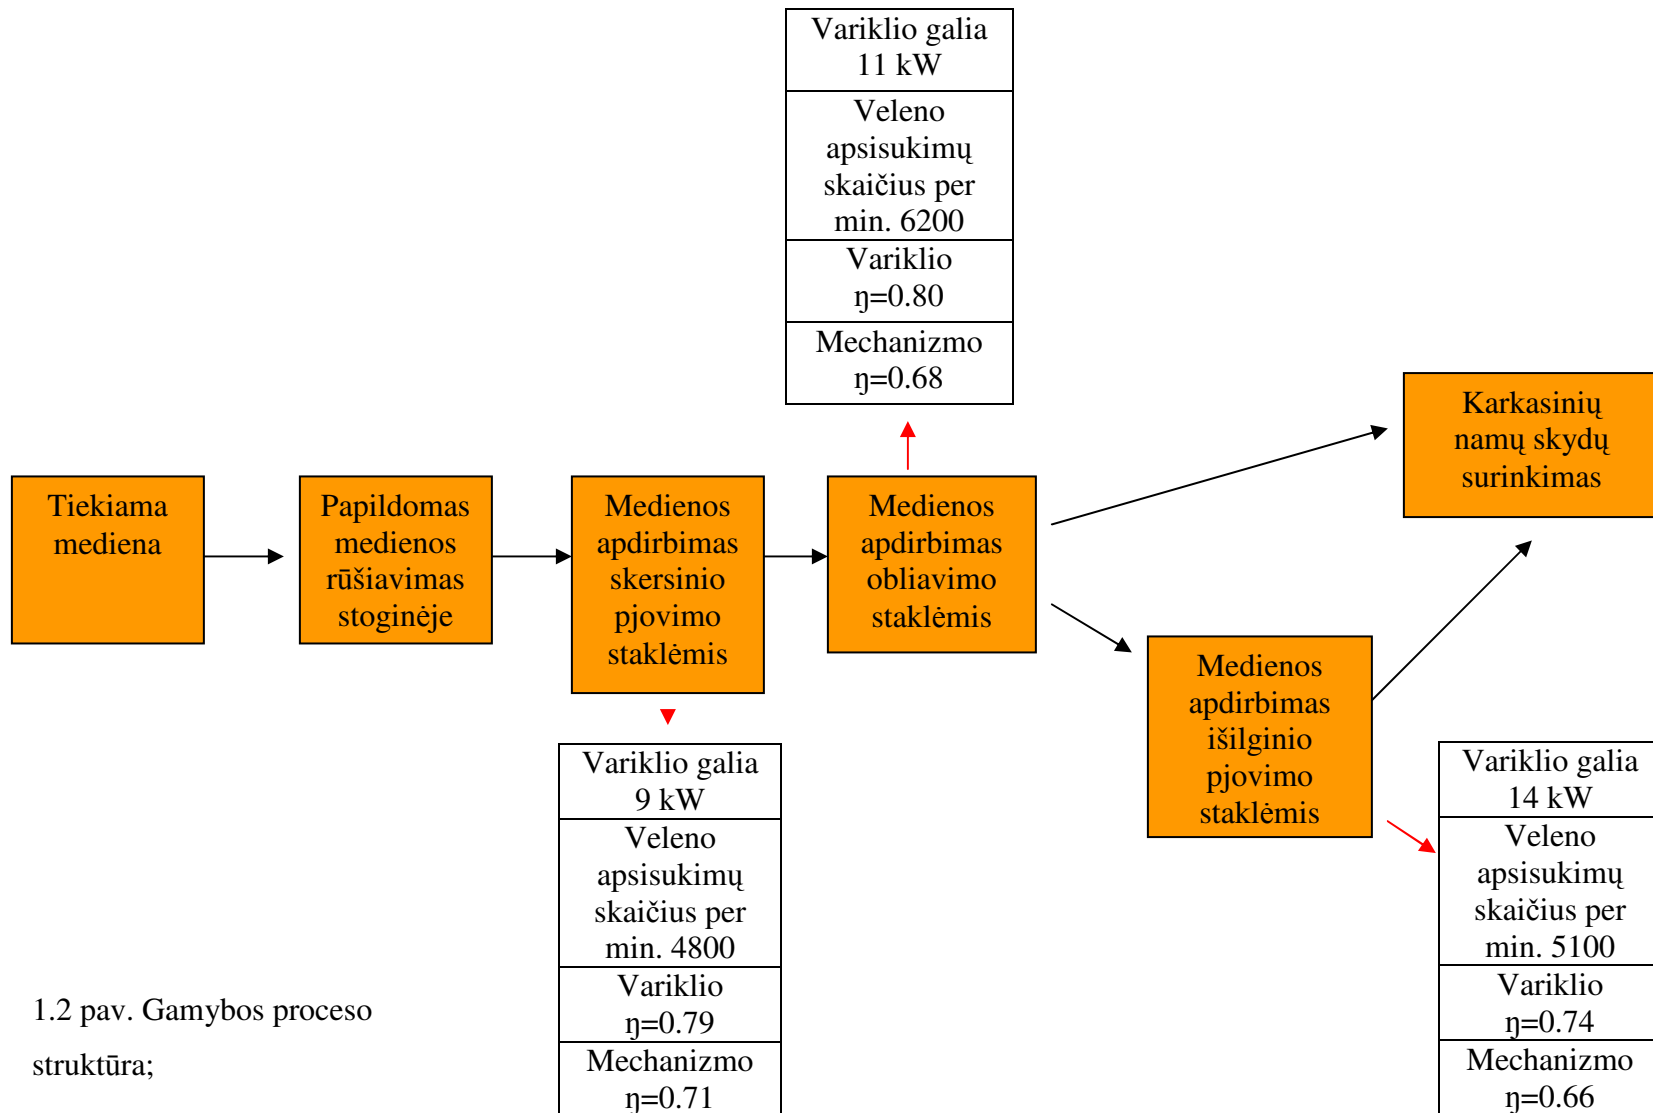 Variklio galia
11 kW
Veleno
apsisukimų
skaičius per
min. 6200
Variklio
ŋ=0.80
Mechanizmo
ŋ=0.68
Karkasinių
namų skydų
surinkimas
Tiekiama
mediena
Papildomas
medienos
rūšiavimas
stoginėje
Medienos
apdirbimas
skersinio
pjovimo
staklėmis
Medienos
apdirbimas
obliavimo
staklėmis
Medienos
apdirbimas
išilginio
pjovimo
staklėmis
Variklio galia
9 kW
Veleno
apsisukimų
skaičius per
min. 4800
Variklio
ŋ=0.79
Mechanizmo
ŋ=0.71
Variklio galia
14 kW
Veleno
apsisukimų
skaičius per
min. 5100
Variklio
ŋ=0.74
Mechanizmo
ŋ=0.66
1.2 pav. Gamybos proceso
struktūra;